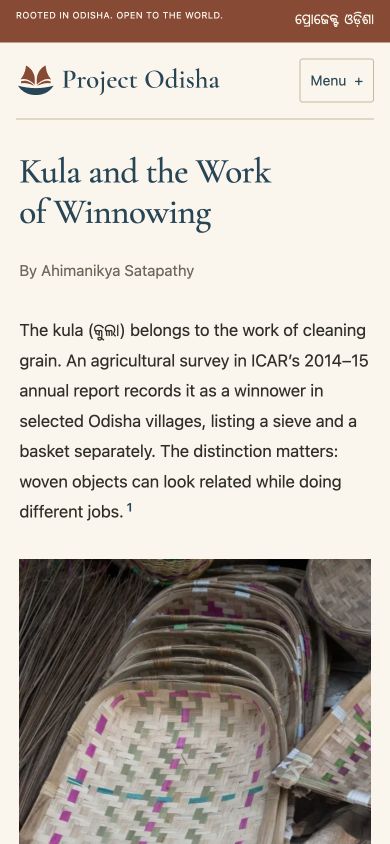 ROOTED IN ODISHA. OPEN TO THE WORLD.
ପ୍ରୋଜେକ୍ଟ ଓଡ଼ିଶା
Project Odisha
Menu +
Kula and the Work
of Winnowing
By Ahimanikya Satapathy
The kula (କୁଲା) belongs to the work of cleaning
grain. An agricultural survey in ICAR’s 2014–15
annual report records it as a winnower in
selected Odisha villages, listing a sieve and a
basket separately. The distinction matters:
woven objects can look related while doing
different jobs. 1